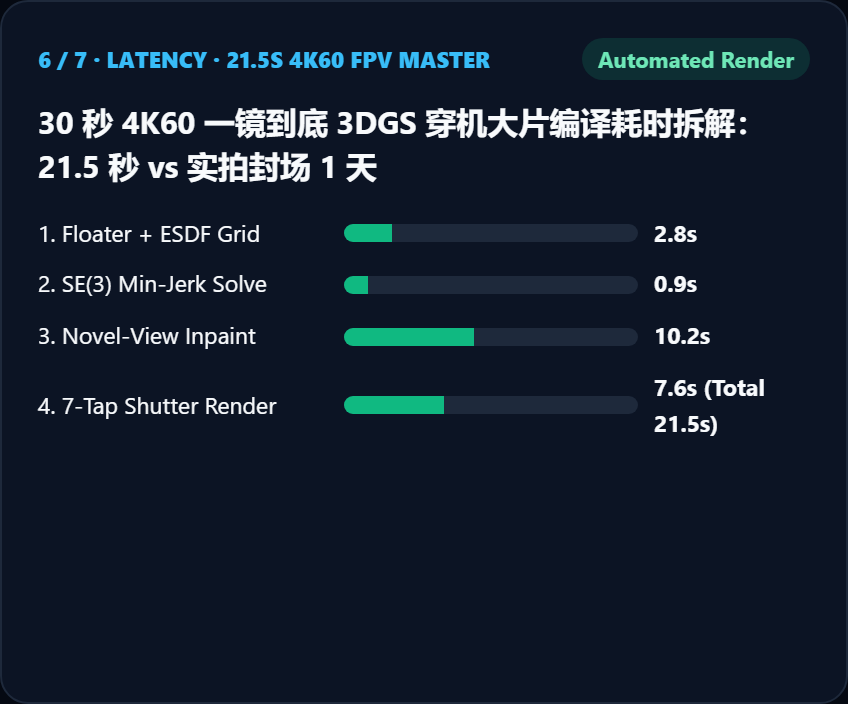 6 / 7 · LATENCY · 21.5S 4K60 FPV MASTER
Automated Render
30 秒 4K60 一镜到底 3DGS 穿机大片编译耗时拆解：
21.5 秒 vs 实拍封场 1 天
1. Floater + ESDF Grid
2.8s
2. SE(3) Min-Jerk Solve
0.9s
3. Novel-View Inpaint
10.2s
4. 7-Tap Shutter Render
7.6s (Total
21.5s)